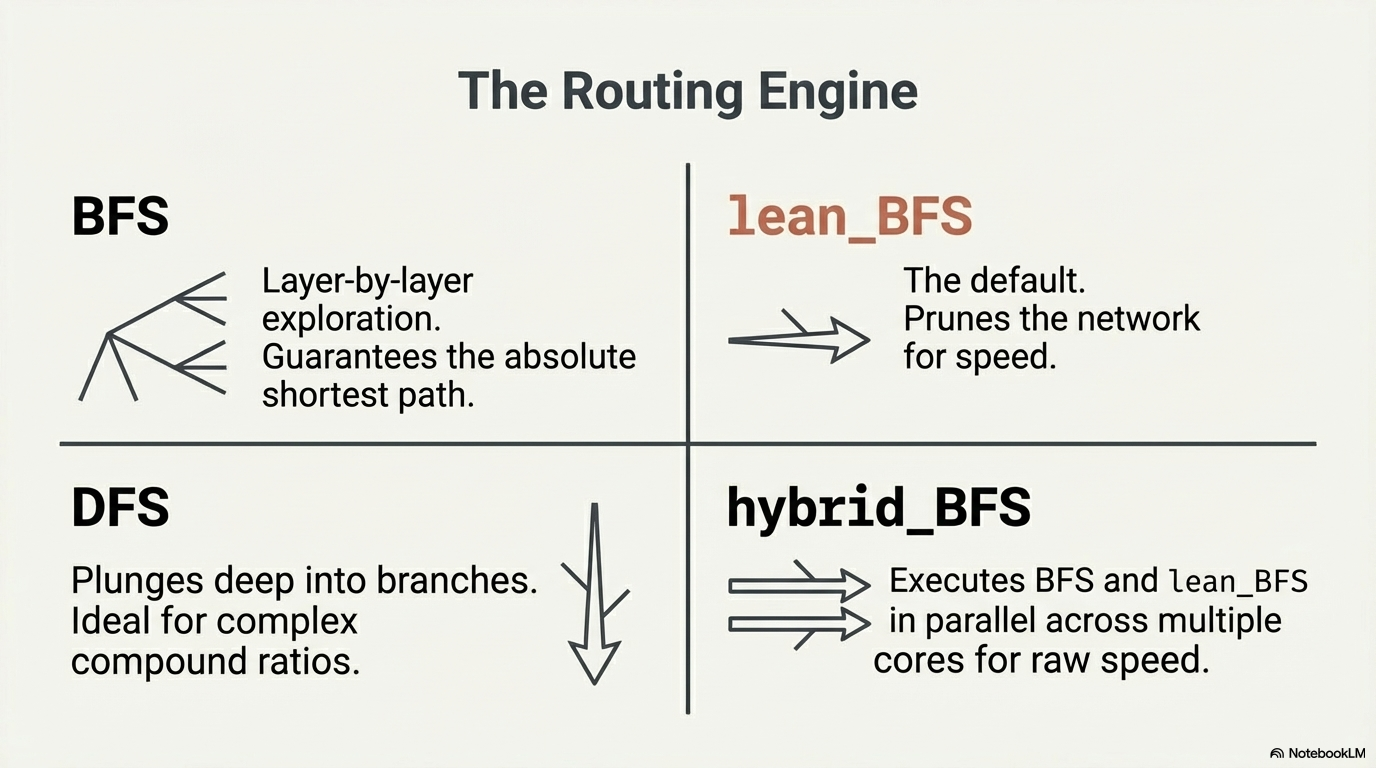 The Routing Engine
BFS
Layer-by-layer
exploration.
Guarantees the absolute
shortest path.
lean_BFS
The default.
Prunes the network
for speed.
DFS
Plunges deep into branches.
Ideal for complex
compound ratios.
hybrid_BFS
Executes BFS and lean_BFS
in parallel across multiple
cores for raw speed.
NotebookLM